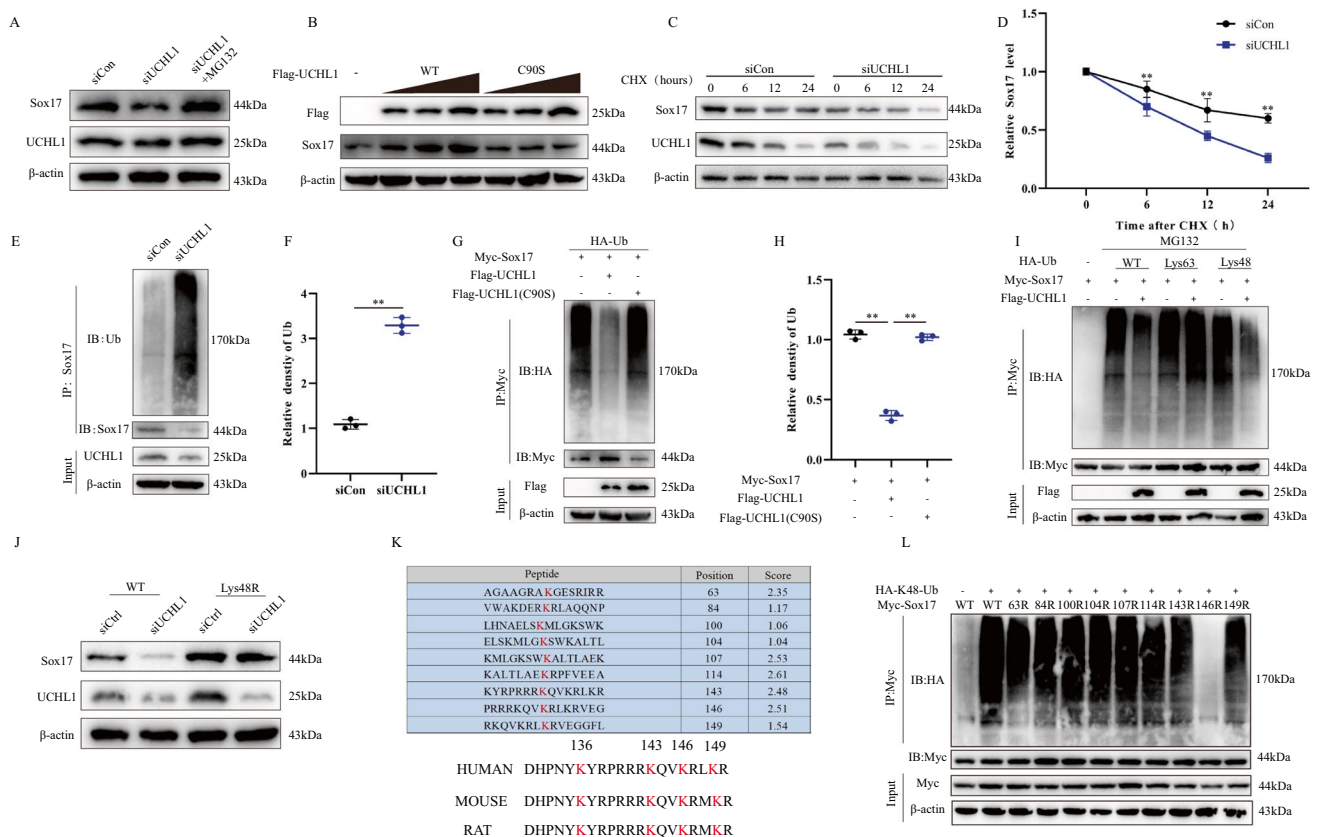 A
siCon
siUCHL1
siUCHL1
+MG132
Sox17
44kDa
UCHL1
25kDa
β-actin
43kDa
B
Flag-UCHL1
-
WT
C90S
Flag
25kDa
Sox17
44kDa
β-actin
43kDa
C
CHX (hours)
siCon
siUCHL1
0 6 12 24 0 6 12 24
Sox17
44kDa
UCHL1
25kDa
β-actin
43kDa
D
siCon
siUCHL1
Relative Sox17 level
1.5
1.0
0.5
0.0
**
**
**
0 6 12 24
Time after CHX ( h)
E
siCon
siUCHL1
IP: Sox17
IB:Ub
170kDa
IB:Sox17
44kDa
Input
UCHL1
25kDa
β-actin
43kDa
F
Relative density of Ub
6
4
3
2
0
**
siCon siUCHL1
G
HA-Ub
Myc-Sox17 + + +
Flag-UCHL1 - + -
Flag-UCHL1(C90S) - - +
IP:Myc
IB:HA
170kDa
IB:Myc
44kDa
Input
Flag
25kDa
β-actin
43kDa
H
Relative denstiy of Ub
1.5
1.0
0.5
0.0
** **
Myc-Sox17 + + +
Flag-UCHL1 - + -
Flag-UCHL1(C90S) - - +
I
MG132
HA-Ub - WT Lys63 Lys48
Myc-Sox17 + + + + + + +
Flag-UCHL1 - - + - + - +
IP:Myc
IB:HA
170kDa
IB:Myc
44kDa
Input
Flag
25kDa
β-actin
43kDa
J
WT
Lys48R
siCtrl
siUCHL1
siCtrl
siUCHL1
Sox17
44kDa
UCHL1
25kDa
β-actin
43kDa
K
Peptide Position Score
AGAAGRAKGESRIRR 63 2.35
VWAKDERKRLAQQNP 84 1.17
LHNAELSKMLGKSWK 100 1.06
ELSKMLGKSWKALTL 104 1.04
KMLGKSWKALTLAEK 107 2.53
KALTLAEKRPFVEEA 114 2.61
KYRPRRRKQVKRLKR 143 2.48
PRRRKQVKRLKRVEG 146 2.51
RKQVKRLKRVEGGFL 149 1.54
136 143 146 149
HUMAN DHPNYKYRPRRRKQVKRLKR
MOUSE DHPNYKYRPRRRKQVKRMKR
RAT DHPNYKYRPRRRKQVKRMKR
L
HA-K48-Ub - + + + + + + + + + +
Myc-Sox17 WT WT 63R 84R 100R 104R 107R 114R 143R 146R 149R
IP:Myc
IB:HA
170kDa
IB:Myc
44kDa
Input
Myc
44kDa
β-actin
43kDa